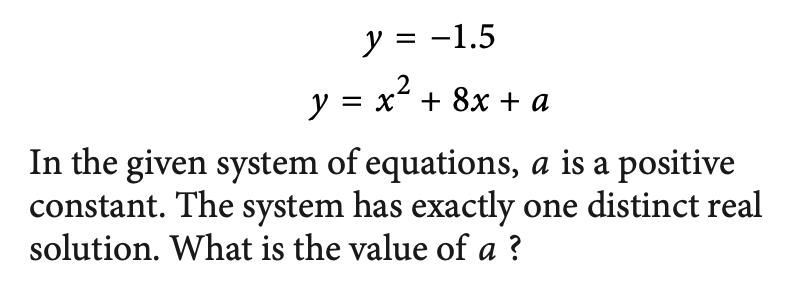 y = −1.5
y = x² + 8x + a
In the given system of equations, a is a positive
constant. The system has exactly one distinct real
solution. What is the value of a ?